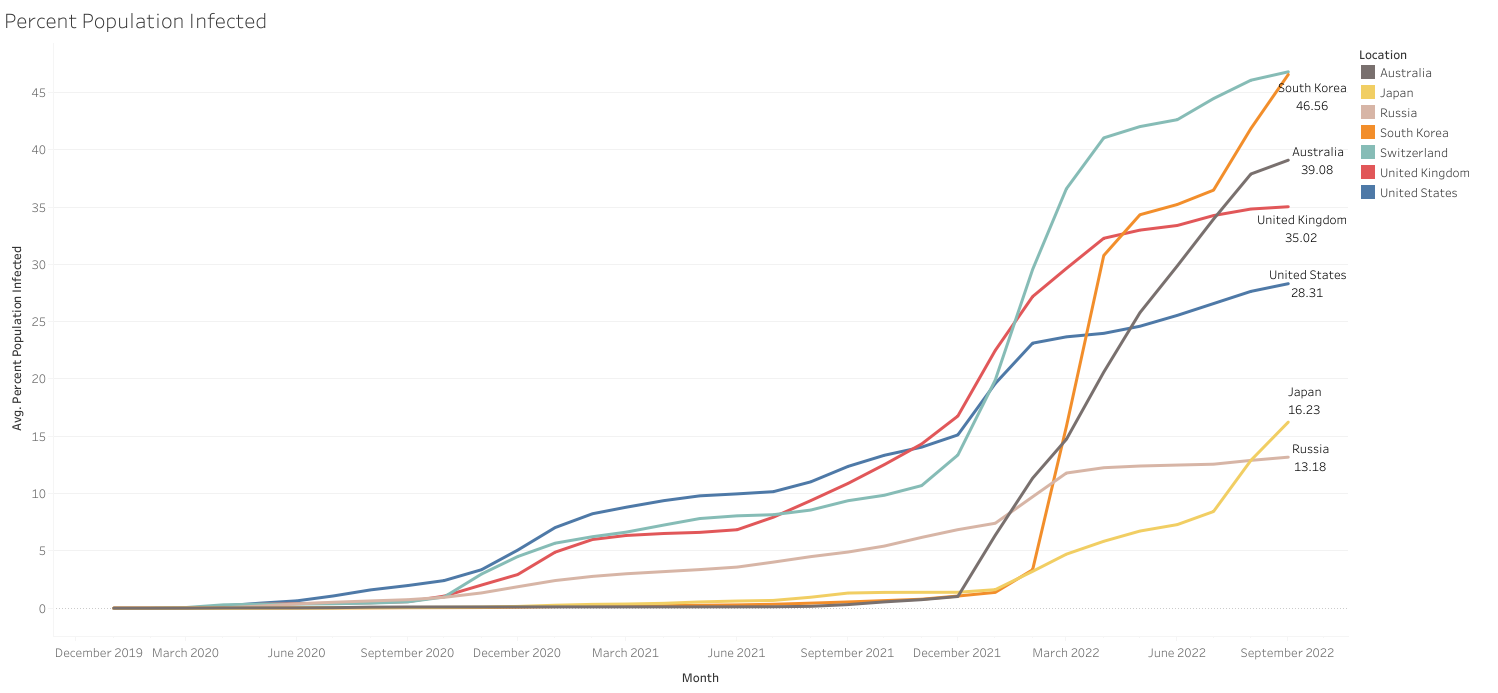 Percent Population Infected
Location
Australia
Japan
Russia
South Korea
Switzerland
United Kingdom
United States
Avg. Percent Population Infected
45
40
35
30
25
20
15
10
5
0
South Korea
46.56
Australia
39.08
United Kingdom
35.02
United States
28.31
Japan
16.23
Russia
13.18
December 2019 March 2020 June 2020 September 2020 December 2020 March 2021 June 2021 September 2021 December 2021 March 2022 June 2022 September 2022
Month